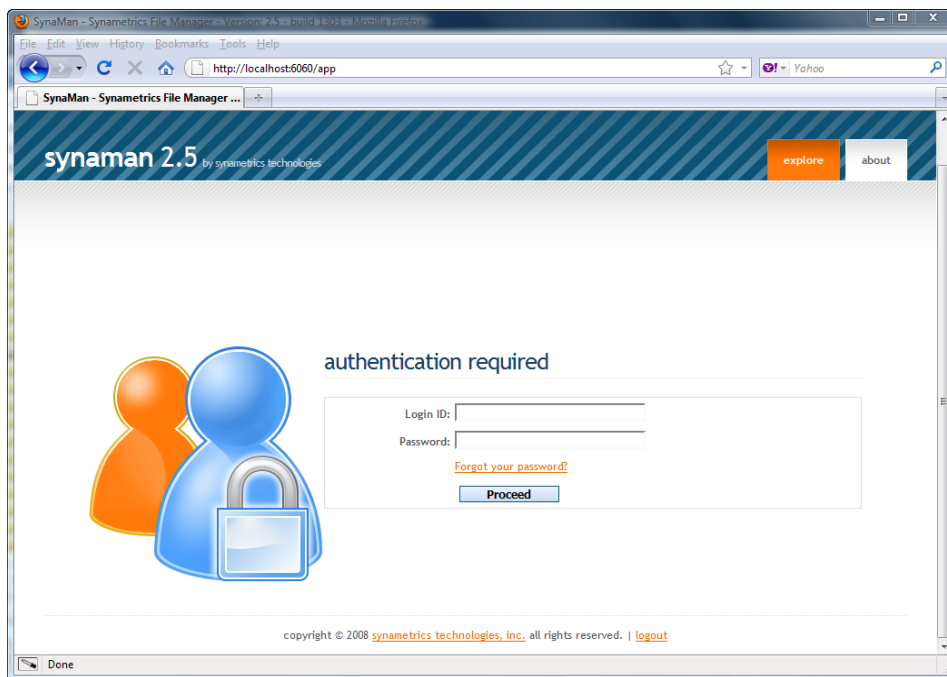 SynaMan - Synametrics File Manager - Version: 2.5 - build 1303 - Mozilla Firefox
File Edit View History Bookmarks Tools Help
http://localhost:6060/app
Yahoo
SynaMan - Synametrics File Manager ...
synaman 2.5 by synametrics technologies
explore about
authentication required
Login ID:
Password:
Forgot your password?
Proceed
copyright © 2008 synametrics technologies, inc. all rights reserved. | logout
Done